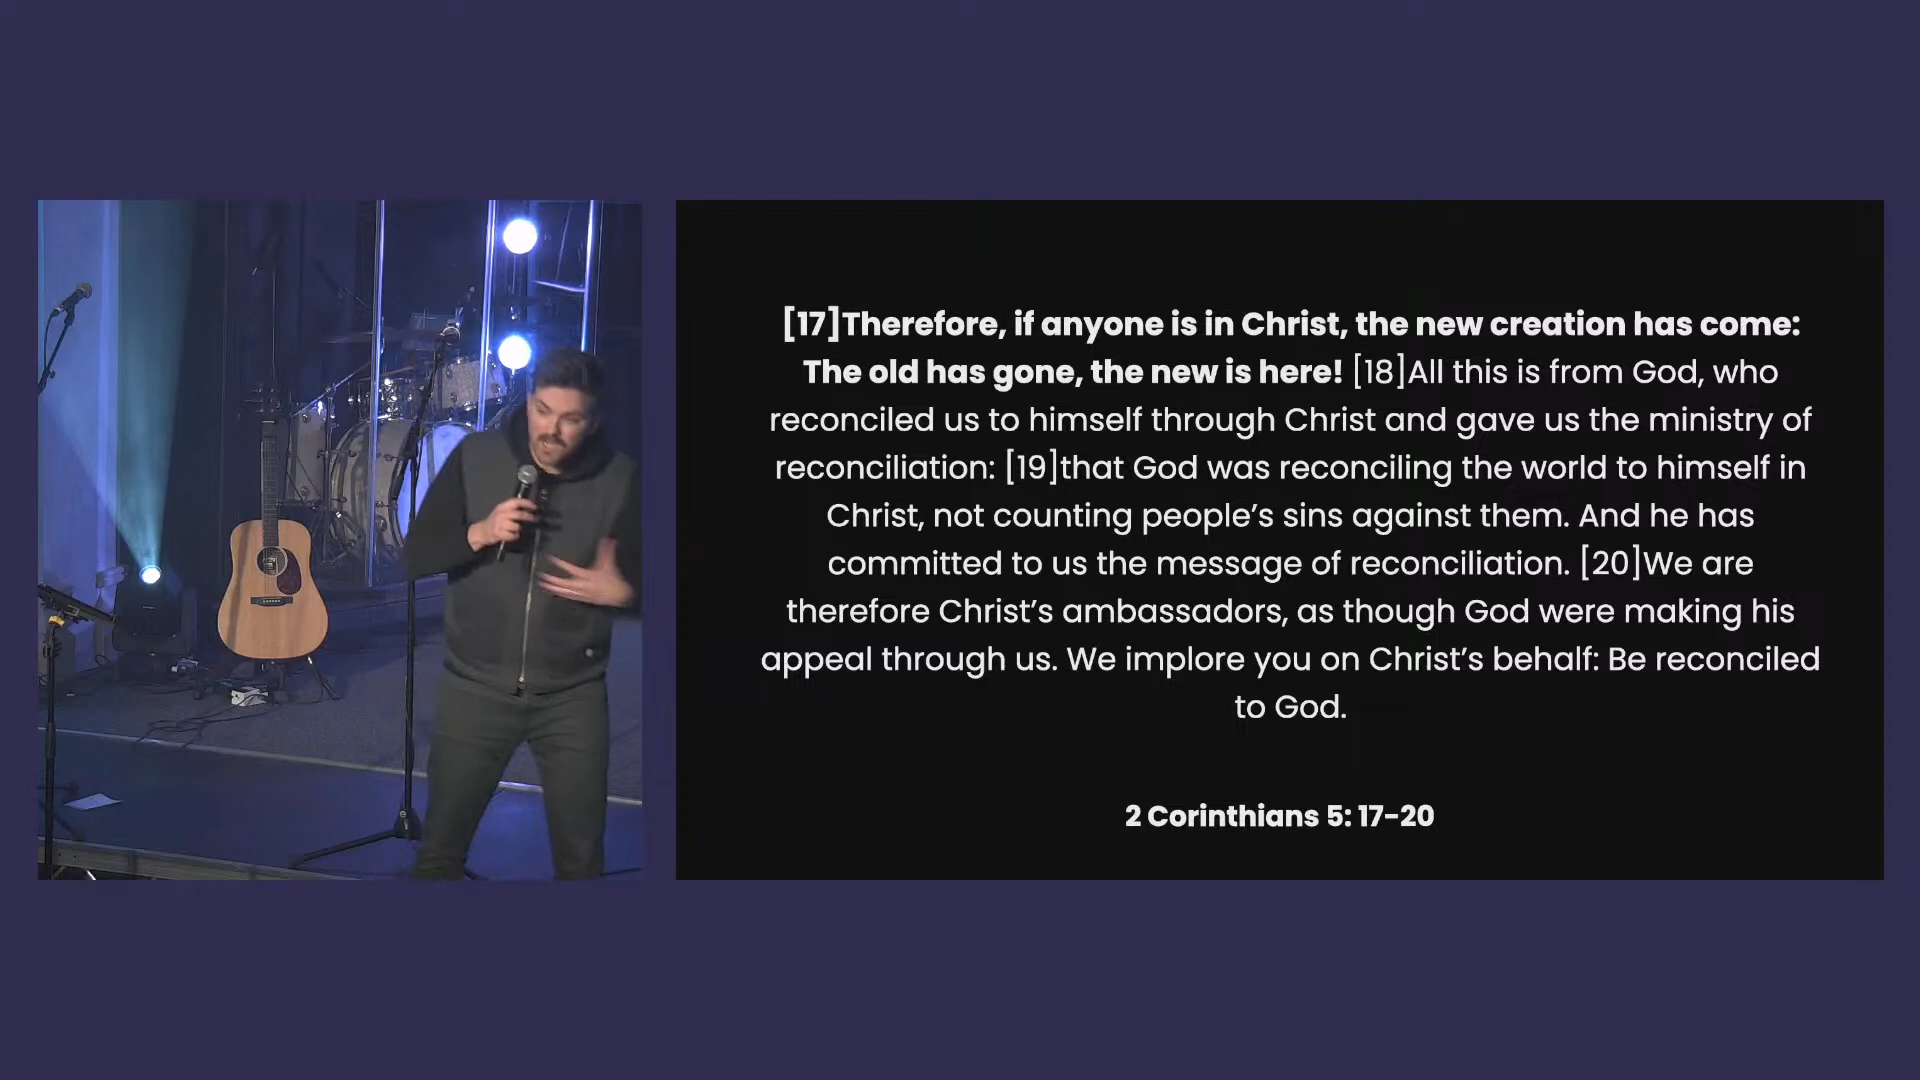 [17]Therefore, if anyone is in Christ, the new creation has come:
The old has gone, the new is here! [18]All this is from God, who
reconciled us to himself through Christ and gave us the ministry of
reconciliation: [19]that God was reconciling the world to himself in
Christ, not counting people’s sins against them. And he has
committed to us the message of reconciliation. [20]We are
therefore Christ’s ambassadors, as though God were making his
appeal through us. We implore you on Christ’s behalf: Be reconciled
to God.
2 Corinthians 5: 17-20